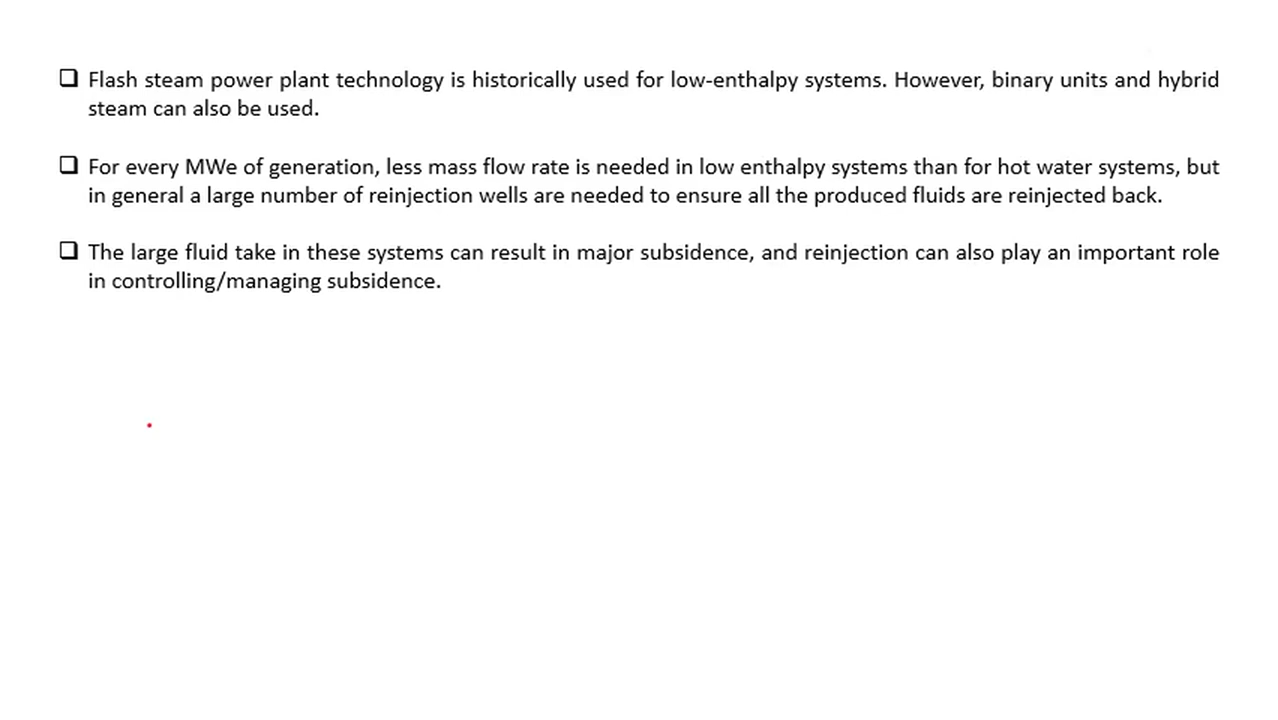 ❑ Flash steam power plant technology is historically used for low-enthalpy systems. However, binary units and hybrid
steam can also be used.
❑ For every MWe of generation, less mass flow rate is needed in low enthalpy systems than for hot water systems, but
in general a large number of reinjection wells are needed to ensure all the produced fluids are reinjected back.
❑ The large fluid take in these systems can result in major subsidence, and reinjection can also play an important role
in controlling/managing subsidence.